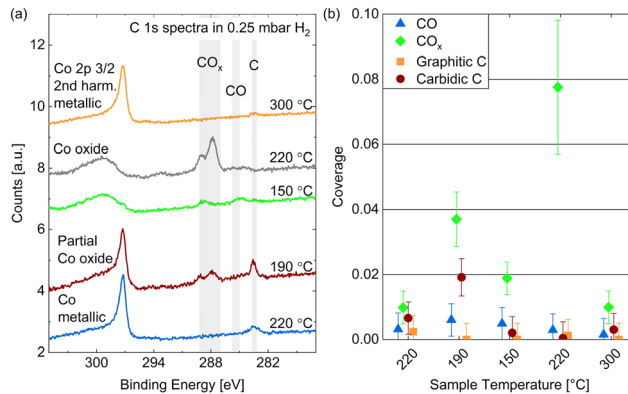 (a)
C 1s spectra in 0.25 mbar H₂
Co 2p 3/2
2nd harm.
metallic
COₓ
CO
C
300 °C
Co oxide
220 °C
150 °C
Partial
Co oxide
190 °C
Co
metallic
220 °C
12
10
8
6
4
2
Counts [a.u.]
300
294
288
282
Binding Energy [eV]
(b)
CO
COₓ
Graphitic C
Carbidic C
0.10
0.08
0.06
0.04
0.02
0.00
Coverage
220
190
150
220
300
Sample Temperature [°C]